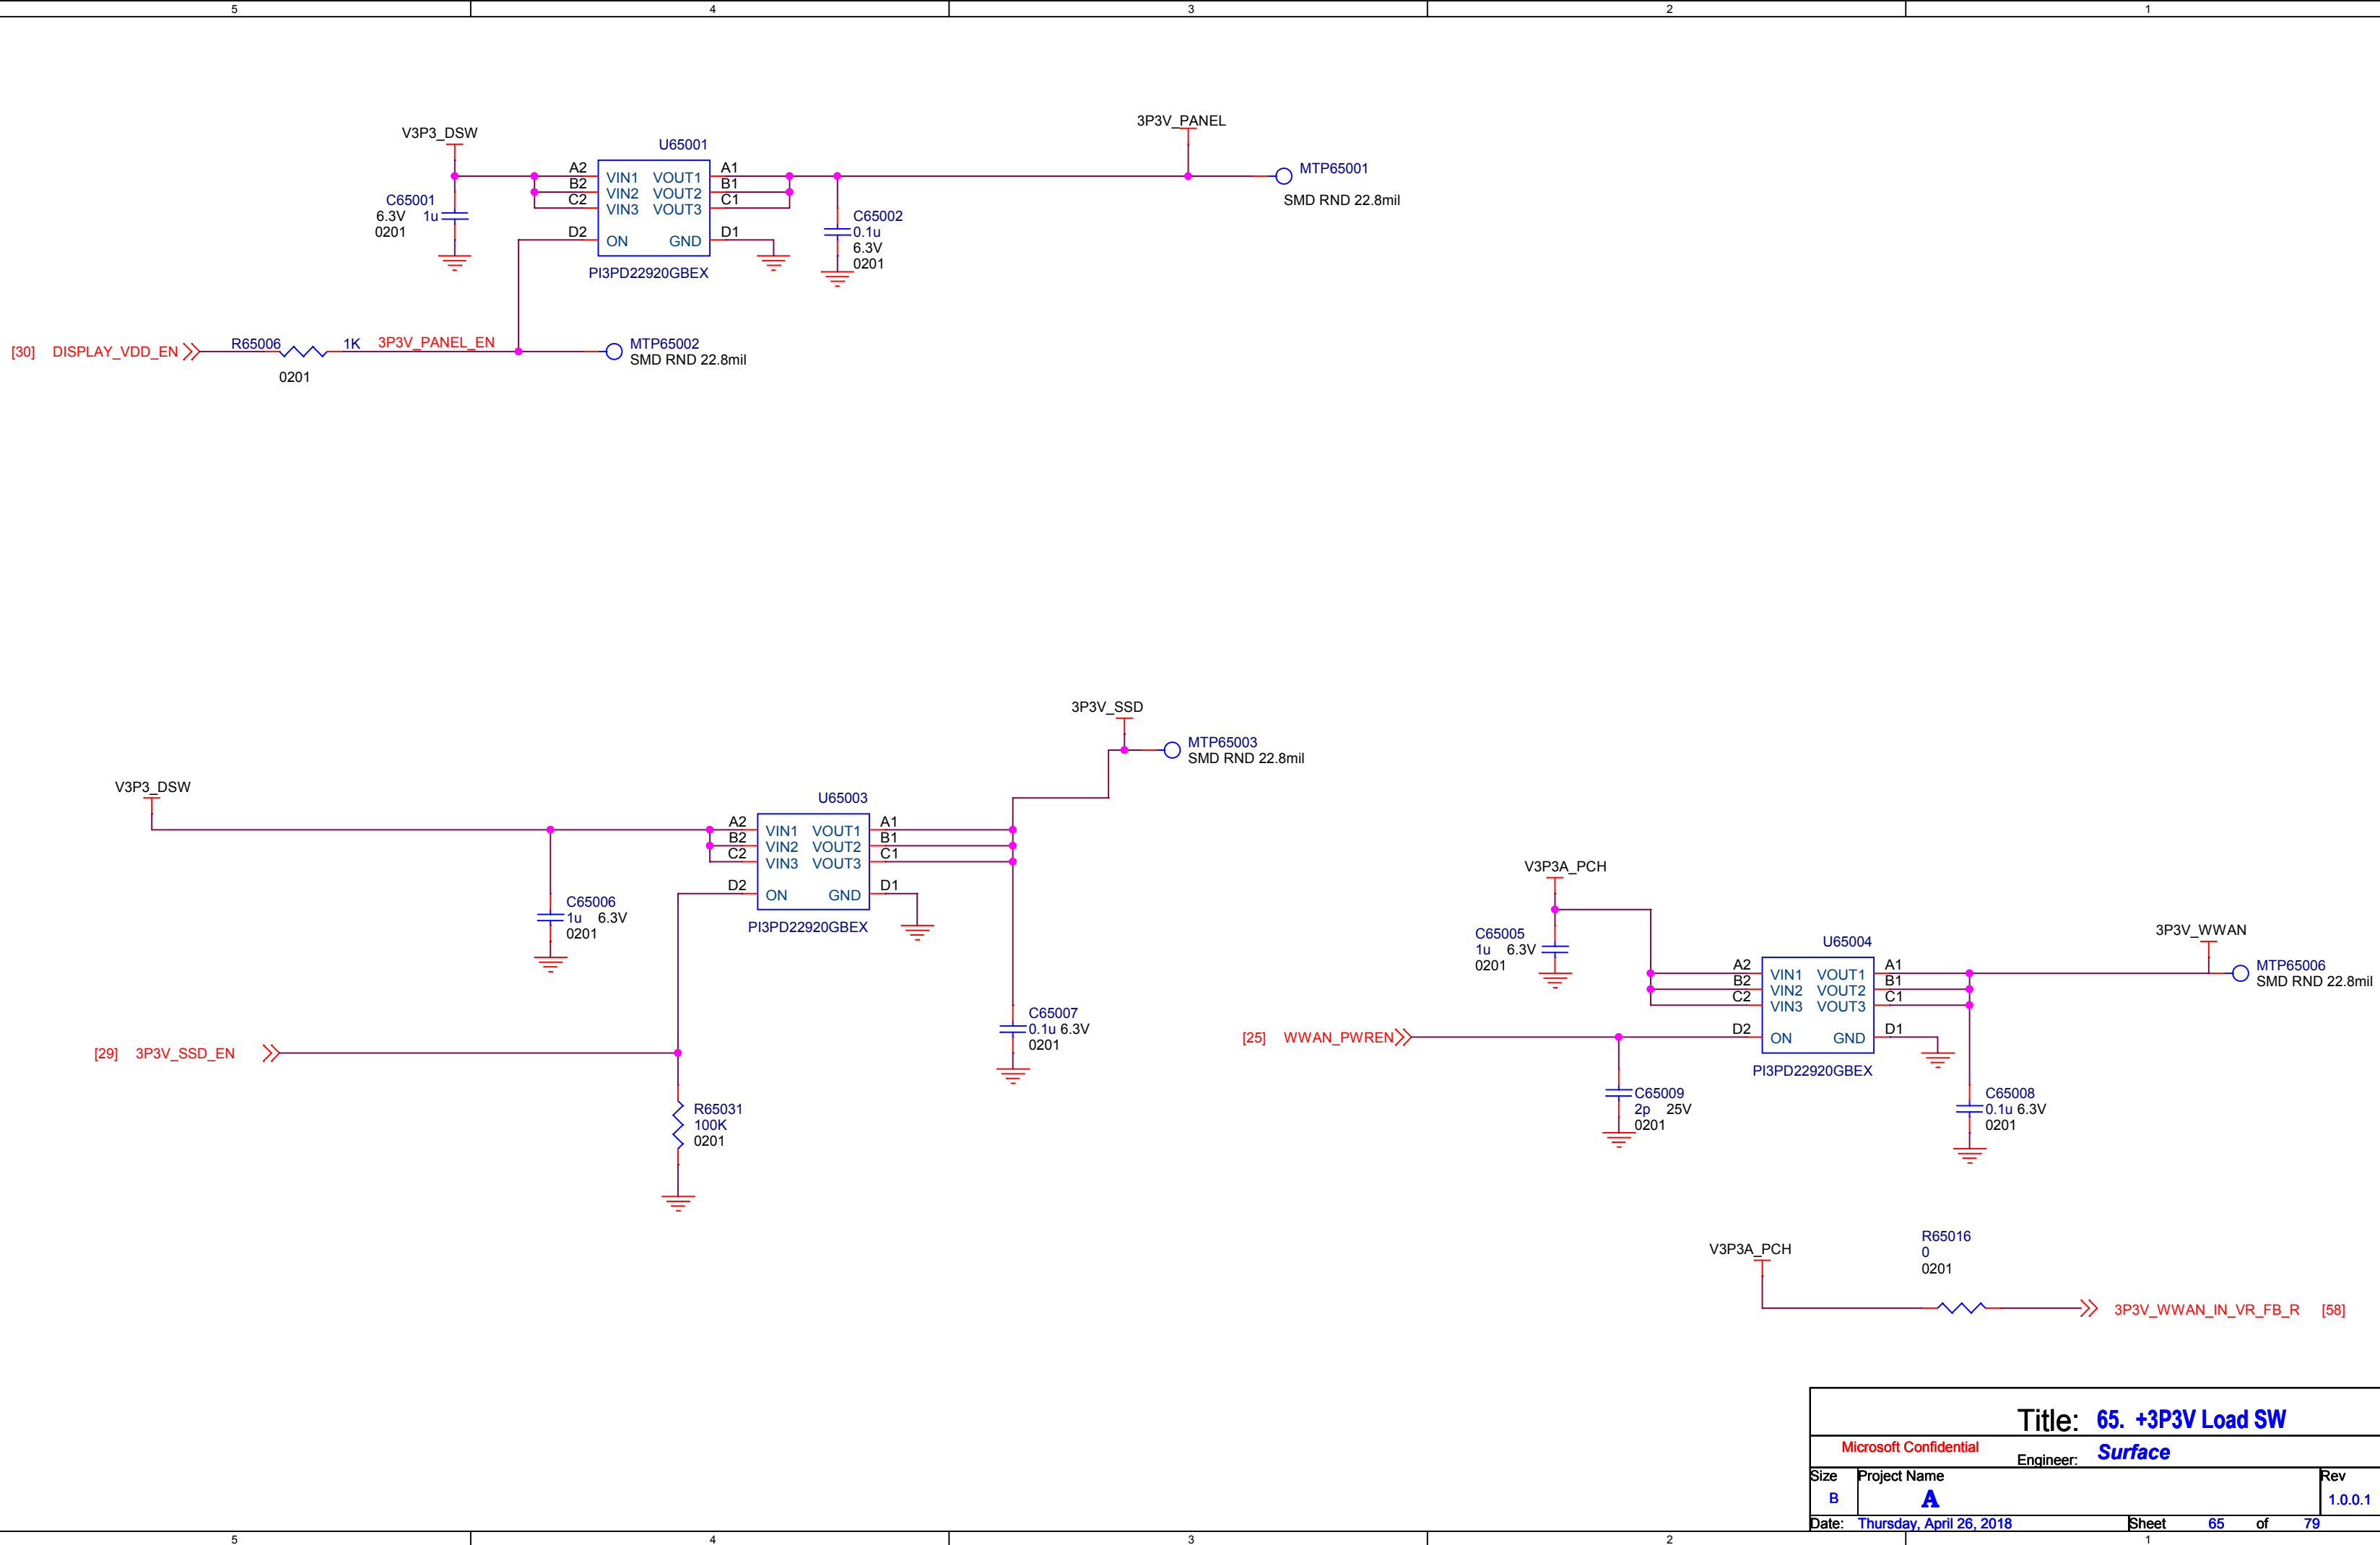 5 4 3 2 1
V3P3_DSW
U65001
A2 VIN1 VOUT1 A1
B2 VIN2 VOUT2 B1
C2 VIN3 VOUT3 C1
D2 ON GND D1
PI3PD22920GBEX
C65001
6.3V 1u
0201
C65002
0.1u
6.3V
0201
3P3V_PANEL
MTP65001
SMD RND 22.8mil
[30] DISPLAY_VDD_EN
R65006 1K
0201
3P3V_PANEL_EN
MTP65002
SMD RND 22.8mil
3P3V_SSD
MTP65003
SMD RND 22.8mil
V3P3_DSW
U65003
A2 VIN1 VOUT1 A1
B2 VIN2 VOUT2 B1
C2 VIN3 VOUT3 C1
D2 ON GND D1
PI3PD22920GBEX
C65006
1u 6.3V
0201
C65007
0.1u 6.3V
0201
[29] 3P3V_SSD_EN
R65031
100K
0201
V3P3A_PCH
C65005
1u 6.3V
0201
U65004
A2 VIN1 VOUT1 A1
B2 VIN2 VOUT2 B1
C2 VIN3 VOUT3 C1
D2 ON GND D1
PI3PD22920GBEX
3P3V_WWAN
MTP65006
SMD RND 22.8mil
[25] WWAN_PWREN
C65009
2p 25V
0201
C65008
0.1u 6.3V
0201
V3P3A_PCH
R65016
0
0201
3P3V_WWAN_IN_VR_FB_R [58]
Title: 65. +3P3V Load SW
Microsoft Confidential
Engineer: Surface
Size Project Name Rev
B A 1.0.0.1
Date: Thursday, April 26, 2018 Sheet 65 of 79
5 4 3 2 1